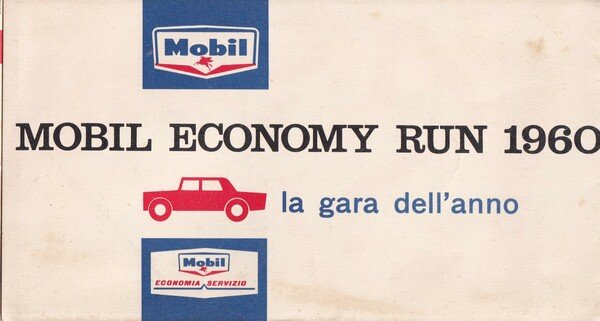 Mobil
MOBIL ECONOMY RUN 1960
la gara dell'anno
Mobil
ECONOMIA SERVIZIO